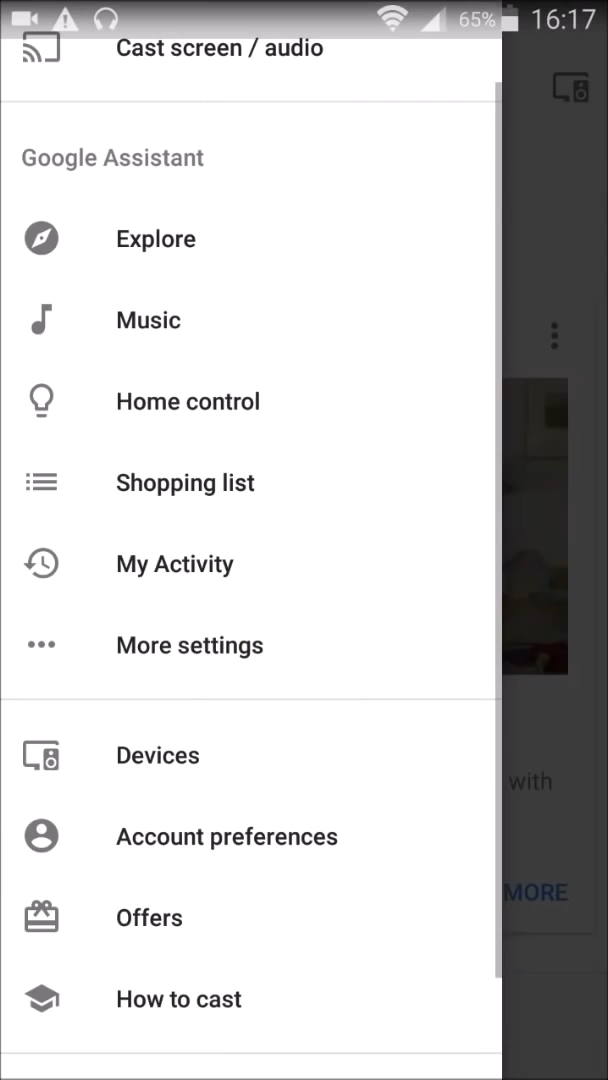 65% 16:17
Cast screen / audio
Google Assistant
Explore
Music
Home control
Shopping list
My Activity
More settings
Devices
with
Account preferences
MORE
Offers
How to cast